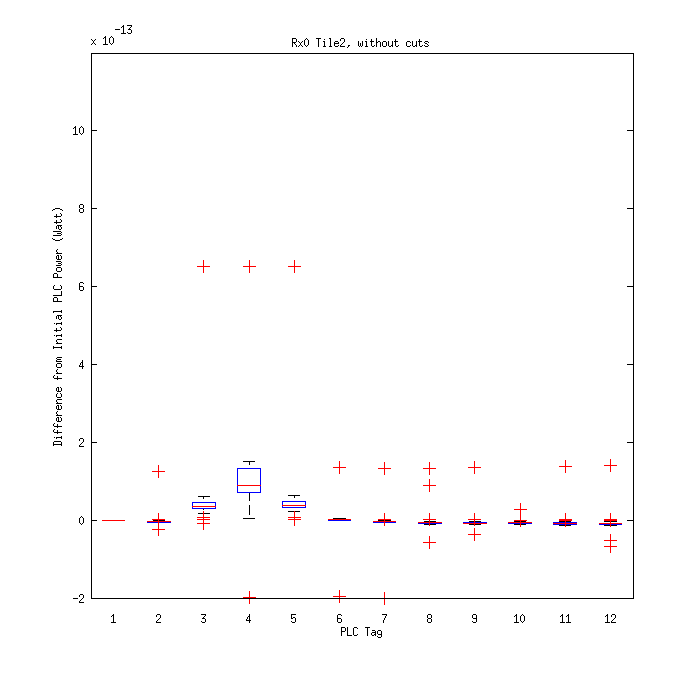 x 10^-13
Rx0 Tile2, without cuts
Difference from Initial PLC Power (Watt)
10
8
6
4
2
0
-2
1 2 3 4 5 6 7 8 9 10 11 12
PLC Tag